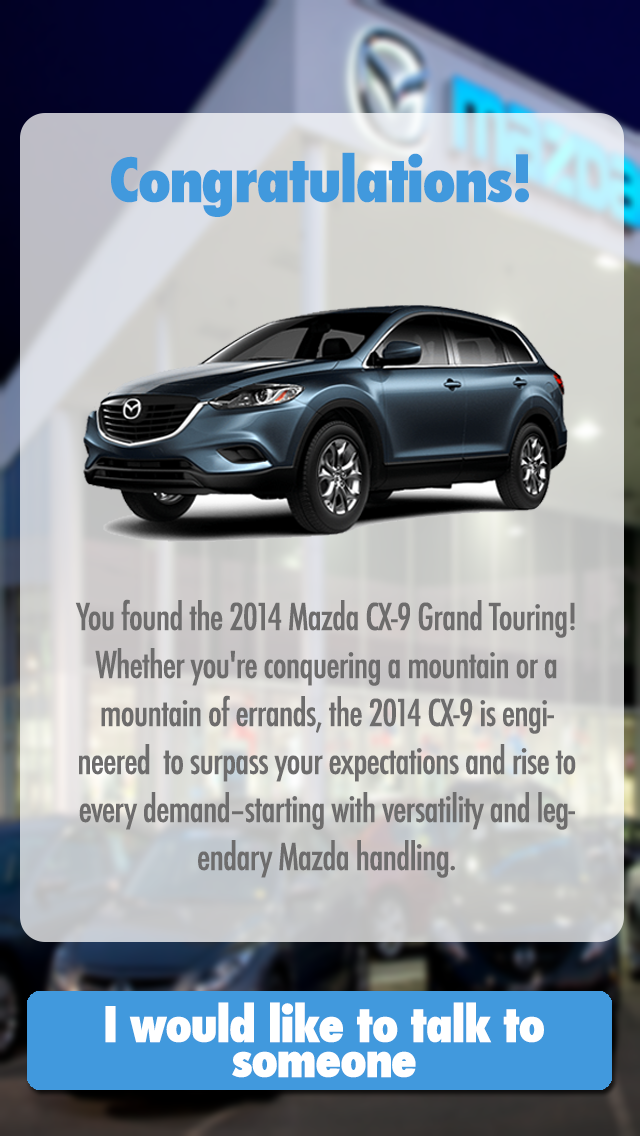 mazda
Congratulations!
You found the 2014 Mazda CX-9 Grand Touring!
Whether you're conquering a mountain or a
mountain of errands, the 2014 CX-9 is engi-
neered  to surpass your expectations and rise to
every demand–starting with versatility and leg-
endary Mazda handling.
I would like to talk to
someone